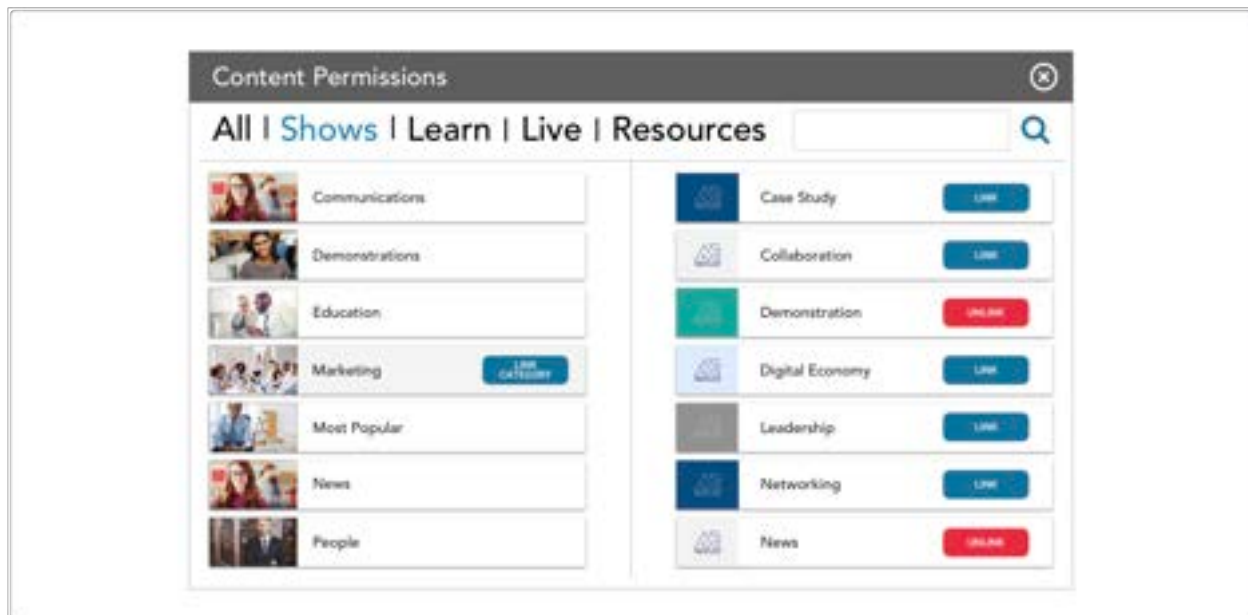 Content Permissions
All | Shows | Learn | Live | Resources
Communications
Demonstrations
Education
Marketing
LINK
CATEGORY
Most Popular
News
People
Case Study
LINK
Collaboration
LINK
Demonstration
UNLINK
Digital Economy
LINK
Leadership
LINK
Networking
LINK
News
UNLINK